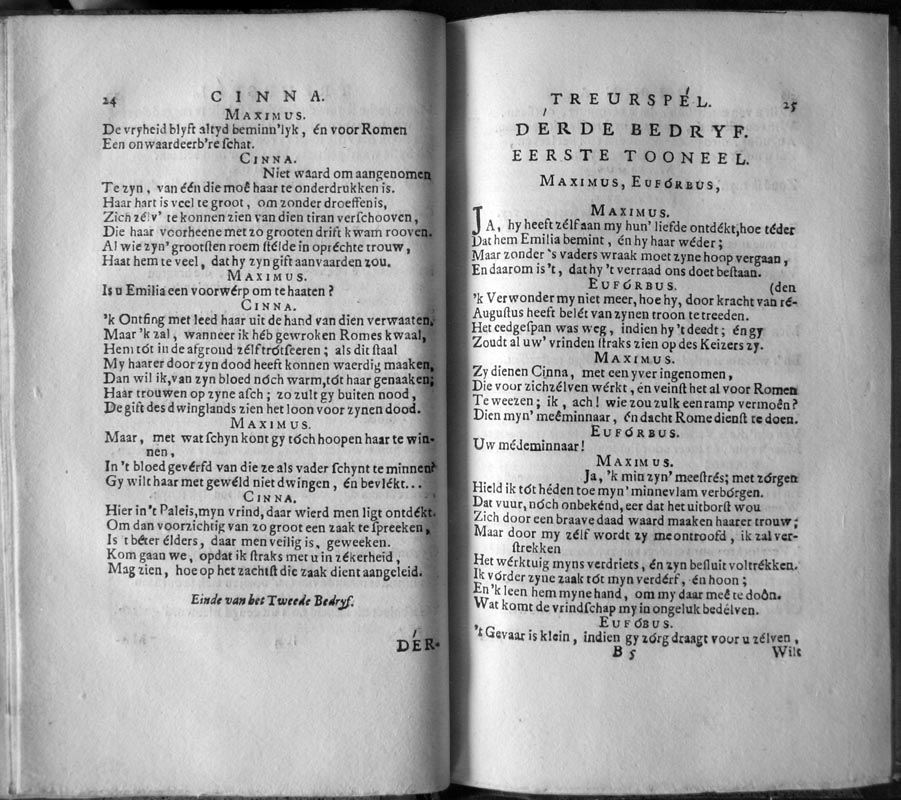 24
CINNA.
MAXIMUS.
De vryheid blyft altyd beminn'lyk, én voor Romen
Een onwaardeerb're schat.
CINNA.
Niet waard om aangenomen
Te zyn, van één die moê haar te onderdrukken is.
Haar hart is veel te groot, om zonder droeffenis,
Zich zélv' te konnen zien van dien tiran verschooven,
Die haar voorheene met zo grooten drift kwam rooven.
Al wie zyn' grootsten roem stélde in opréchte trouw,
Haat hem te veel, dat hy zyn gift aanvaarden zou.
MAXIMUS.
Is u Emilia een voorwérp om te haaten?
CINNA.
'k Ontfing met leed haar uit de hand van dien verwaaten,
Maar 'k zal, wanneer ik héb gewroken Romes kwaal,
Hem tót in de afgrond zélf trótseeren; als dit staal
My haarer door zyn dood heeft konnen waerdig maaken,
Dan wil ik, van zyn bloed nóch warm, tót haar genaaken;
Haar trouwen op zyn asch; zo zult gy buiten nood,
De gift des dwinglands zien het loon voor zynen dood.
MAXIMUS.
Maar, met wat schyn kont gy tóch hoopen haar te win-
nen,
In 't bloed gevérfd van die ze als vader schynt te minnen?
Gy wilt haar met gewéld niet dwingen, én bevlékt...
CINNA.
Hier in 't Paleis, myn vrind, daar wierd men ligt ontdékt.
Om dan voorzichtig van zo groot een zaak te spreeken,
Is 't béter élders, daar men veilig is, geweeken.
Kom gaan we, opdat ik straks met u in zékerheid,
Mag zien, hoe op het zachtst die zaak dient aangeleid.
Einde van het Tweede Bedryf.
DÉR-
TREURSPÉL.
25
DÉRDE BEDRYF.
EERSTE TOONEEL.
MAXIMUS, EUFÓRBUS,
MAXIMUS.
JA, hy heeft zélf aan my hun' liefde ontdékt, hoe téder
Dat hem Emilia bemint, én hy haar wéder;
Maar zonder 's vaders wraak moet zyne hoop vergaan,
En daarom is 't, dat hy 't verraad ons doet bestaan.
EUFÓRBUS.
(den
'k Verwonder my niet meer, hoe hy, door kracht van ré-
Augustus heeft belét van zynen troon te treeden.
Het eedgespan was weg, indien hy 't deedt; én gy
Zoudt al uw' vrinden straks zien op des Keizers zy.
MAXIMUS.
Zy dienen Cinna, met een yver ingenomen,
Die voor zichzélven wérkt, én veinst het al voor Romen
Te weezen; ik, ach! wie zou zulk een ramp vermoên?
Dien myn' meêminnaar, én dacht Rome dienst te doen.
EUFÓRBUS.
Uw médeminnaar!
MAXIMUS.
Ja, 'k min zyn' meestrés; met zórgen
Hield ik tót héden toe myn' minnevlam verbórgen.
Dat vuur, nóch onbekénd, eer dat het uitborst wou
Zich door een braave daad waard maaken haarer trouw;
Maar door my zélf wordt zy me ontroofd, ik zal ver-
strekken
Het wérktuig myns verdriets, én zyn besluit voltrékken.
Ik vórder zyne zaak tót myn verdérf, én hoon;
En 'k leen hem myne hand, om my daar meê te doôn.
Wat komt de vrindschap my in ongeluk bedélven.
EUFÓBUS.
't Gevaar is klein, indien gy zórg draagt voor u zélven,
B 5
Wilt